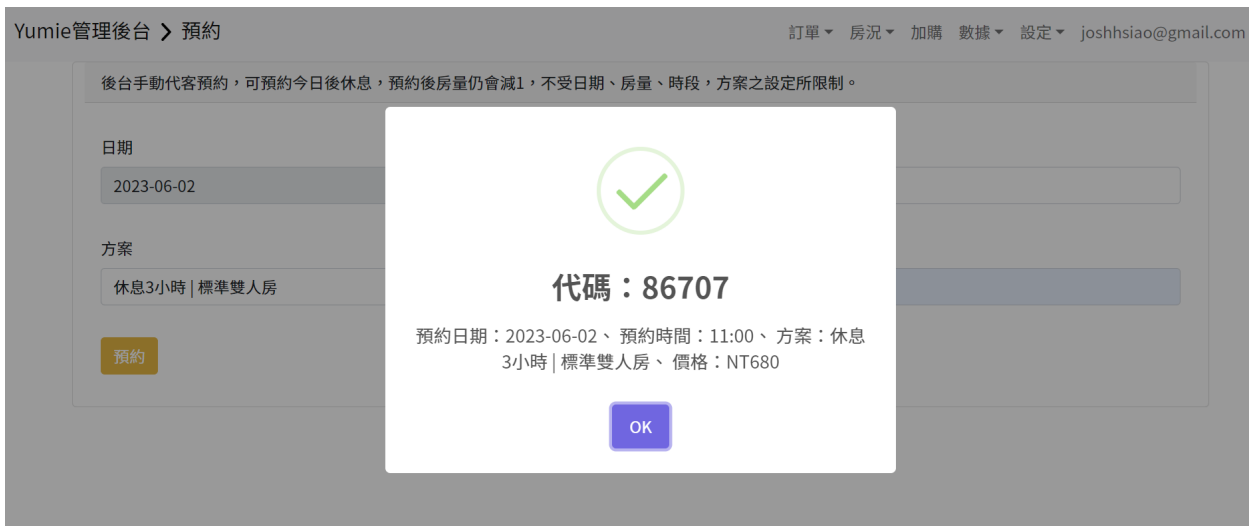 Yumie管理後台 > 預約
訂單 房況 加購 數據 設定 joshhsiao@gmail.com
後台手動代客預約，可預約今日後休息，預約後房量仍會減1，不受日期、房量、時段，方案之設定所限制。
日期
2023-06-02
方案
休息3小時 | 標準雙人房
預約
代碼：86707
預約日期：2023-06-02、 預約時間：11:00、 方案：休息
3小時 | 標準雙人房、 價格：NT680
OK